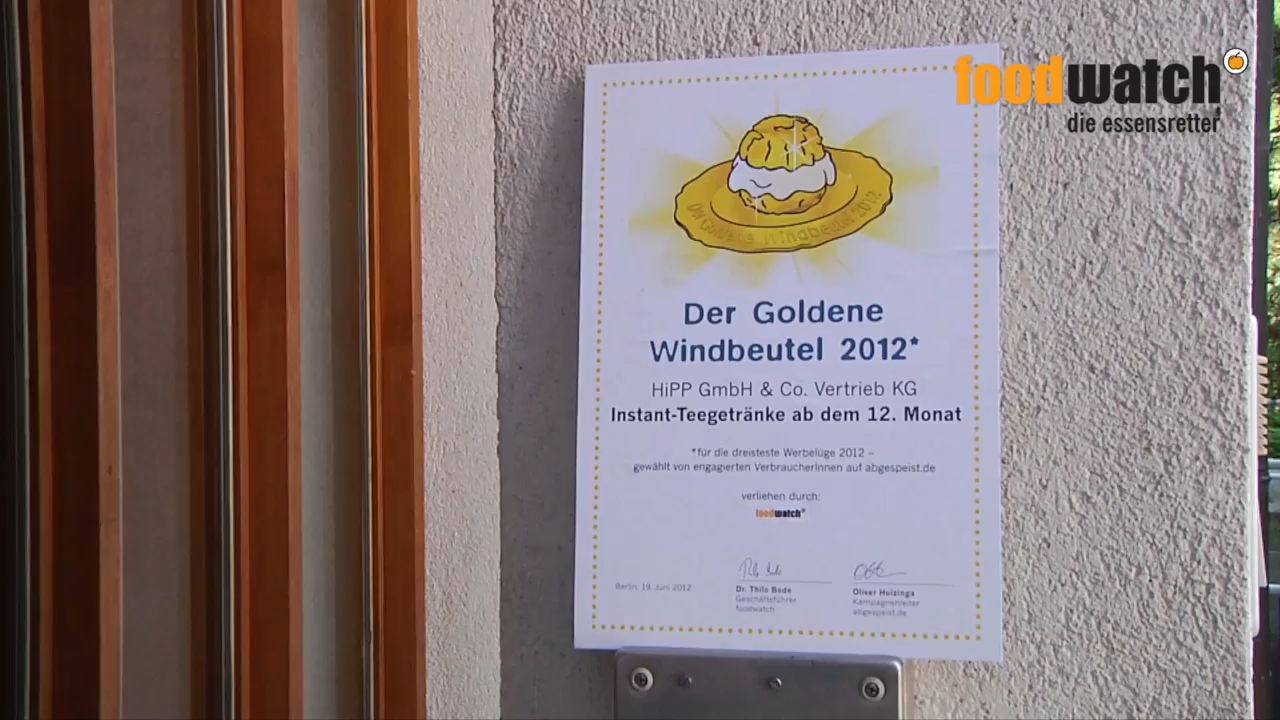 foodwatch
die essensretter
Der Goldene Windbeutel 2012
Der Goldene
Windbeutel 2012*
HiPP GmbH & Co. Vertrieb KG
Instant-Teegetränke ab dem 12. Monat
*für die dreisteste Werbelüge 2012 –
gewählt von engagierten VerbraucherInnen auf abgespeist.de
verliehen durch:
foodwatch®
Berlin, 19. Juni 2012
Dr. Thilo Bode
Geschäftsführer
foodwatch
Oliver Huizinga
Kampagnenleiter
abgespeist.de